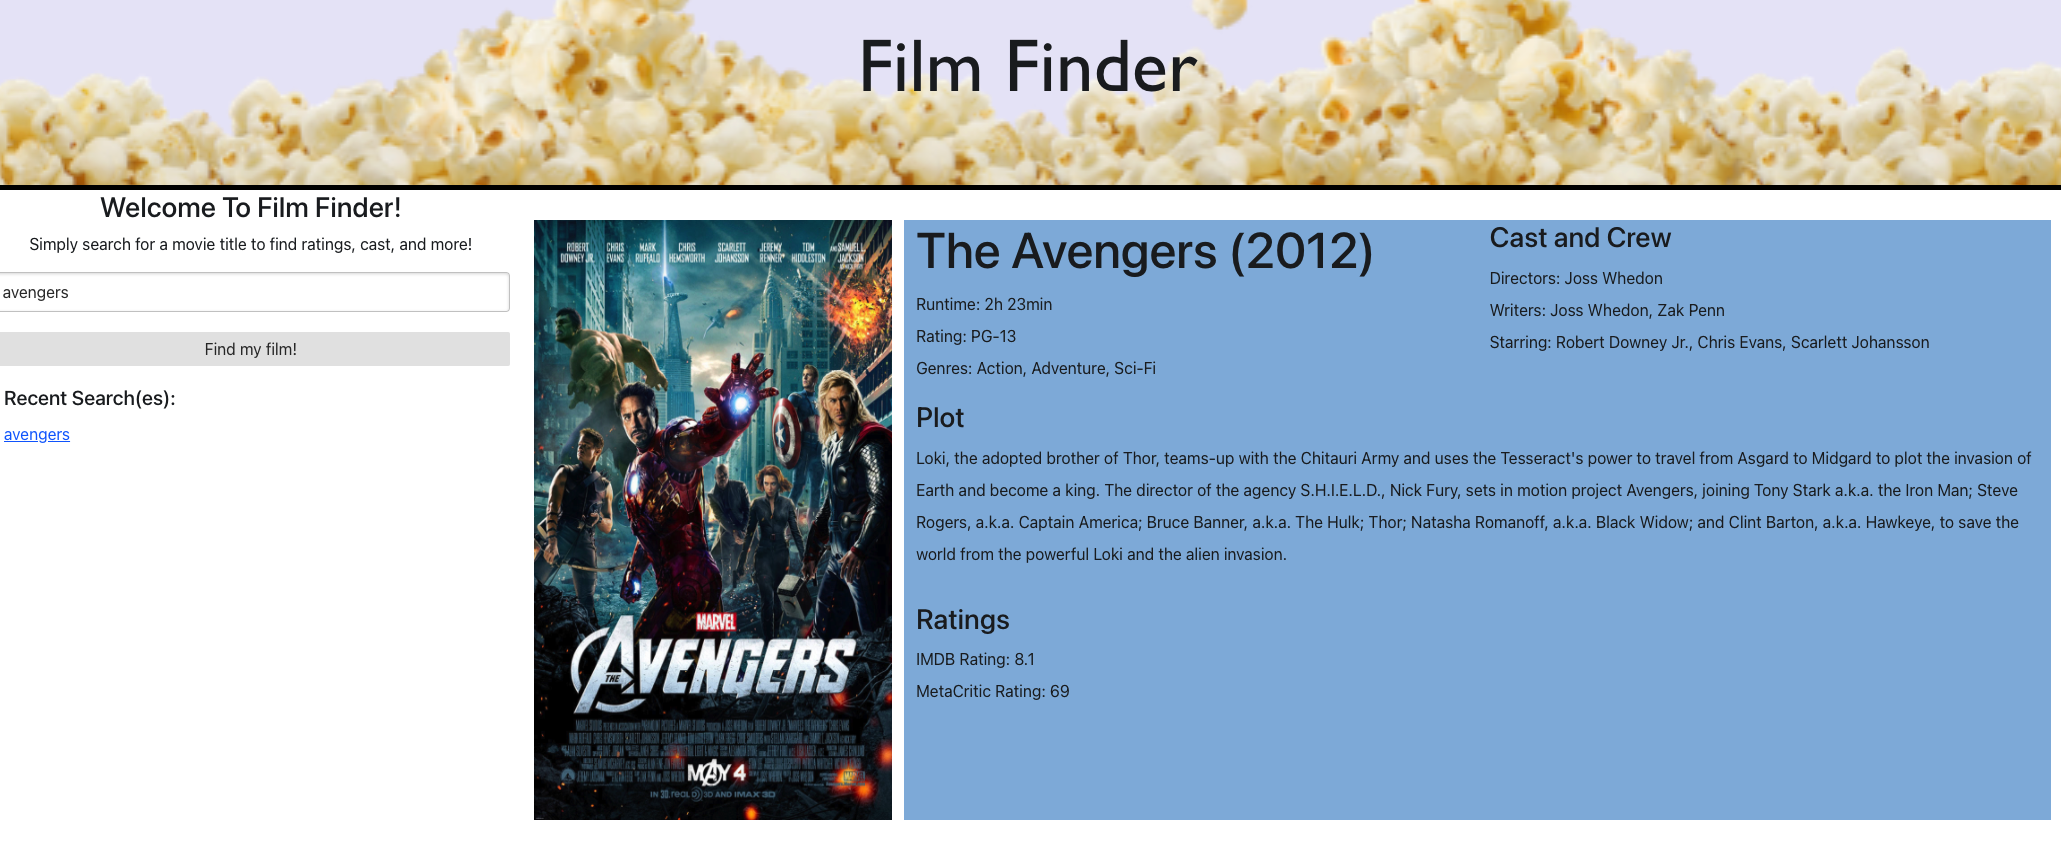 Film Finder
Welcome To Film Finder!
Simply search for a movie title to find ratings, cast, and more!
avengers
Find my film!
Recent Search(es):
avengers
ROBERT DOWNEY JR.
CHRIS EVANS
MARK RUFFALO
CHRIS HEMSWORTH
SCARLETT JOHANSSON
JEREMY RENNER
TOM HIDDLESTON
AND SAMUEL L. JACKSON
MARVEL
THE AVENGERS
MAY 4
IN 3D, REAL D 3D AND IMAX 3D
The Avengers (2012)
Runtime: 2h 23min
Rating: PG-13
Genres: Action, Adventure, Sci-Fi
Cast and Crew
Directors: Joss Whedon
Writers: Joss Whedon, Zak Penn
Starring: Robert Downey Jr., Chris Evans, Scarlett Johansson
Plot
Loki, the adopted brother of Thor, teams-up with the Chitauri Army and uses the Tesseract's power to travel from Asgard to Midgard to plot the invasion of
Earth and become a king. The director of the agency S.H.I.E.L.D., Nick Fury, sets in motion project Avengers, joining Tony Stark a.k.a. the Iron Man; Steve
Rogers, a.k.a. Captain America; Bruce Banner, a.k.a. The Hulk; Thor; Natasha Romanoff, a.k.a. Black Widow; and Clint Barton, a.k.a. Hawkeye, to save the
world from the powerful Loki and the alien invasion.
Ratings
IMDB Rating: 8.1
MetaCritic Rating: 69